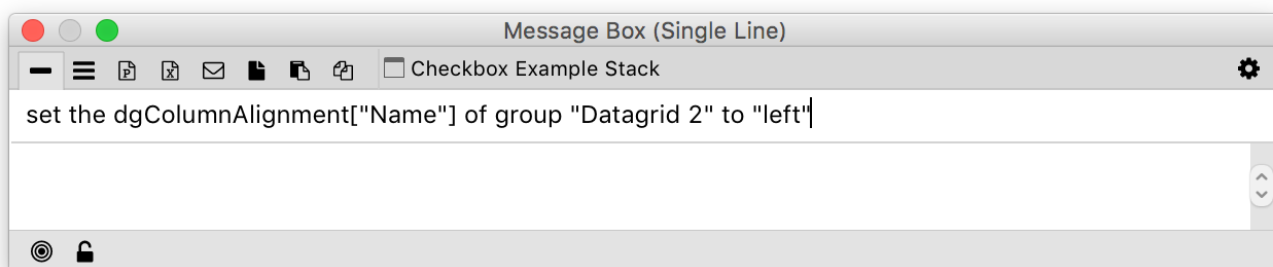 Message Box (Single Line)
Checkbox Example Stack
set the dgColumnAlignment["Name"] of group "Datagrid 2" to "left"